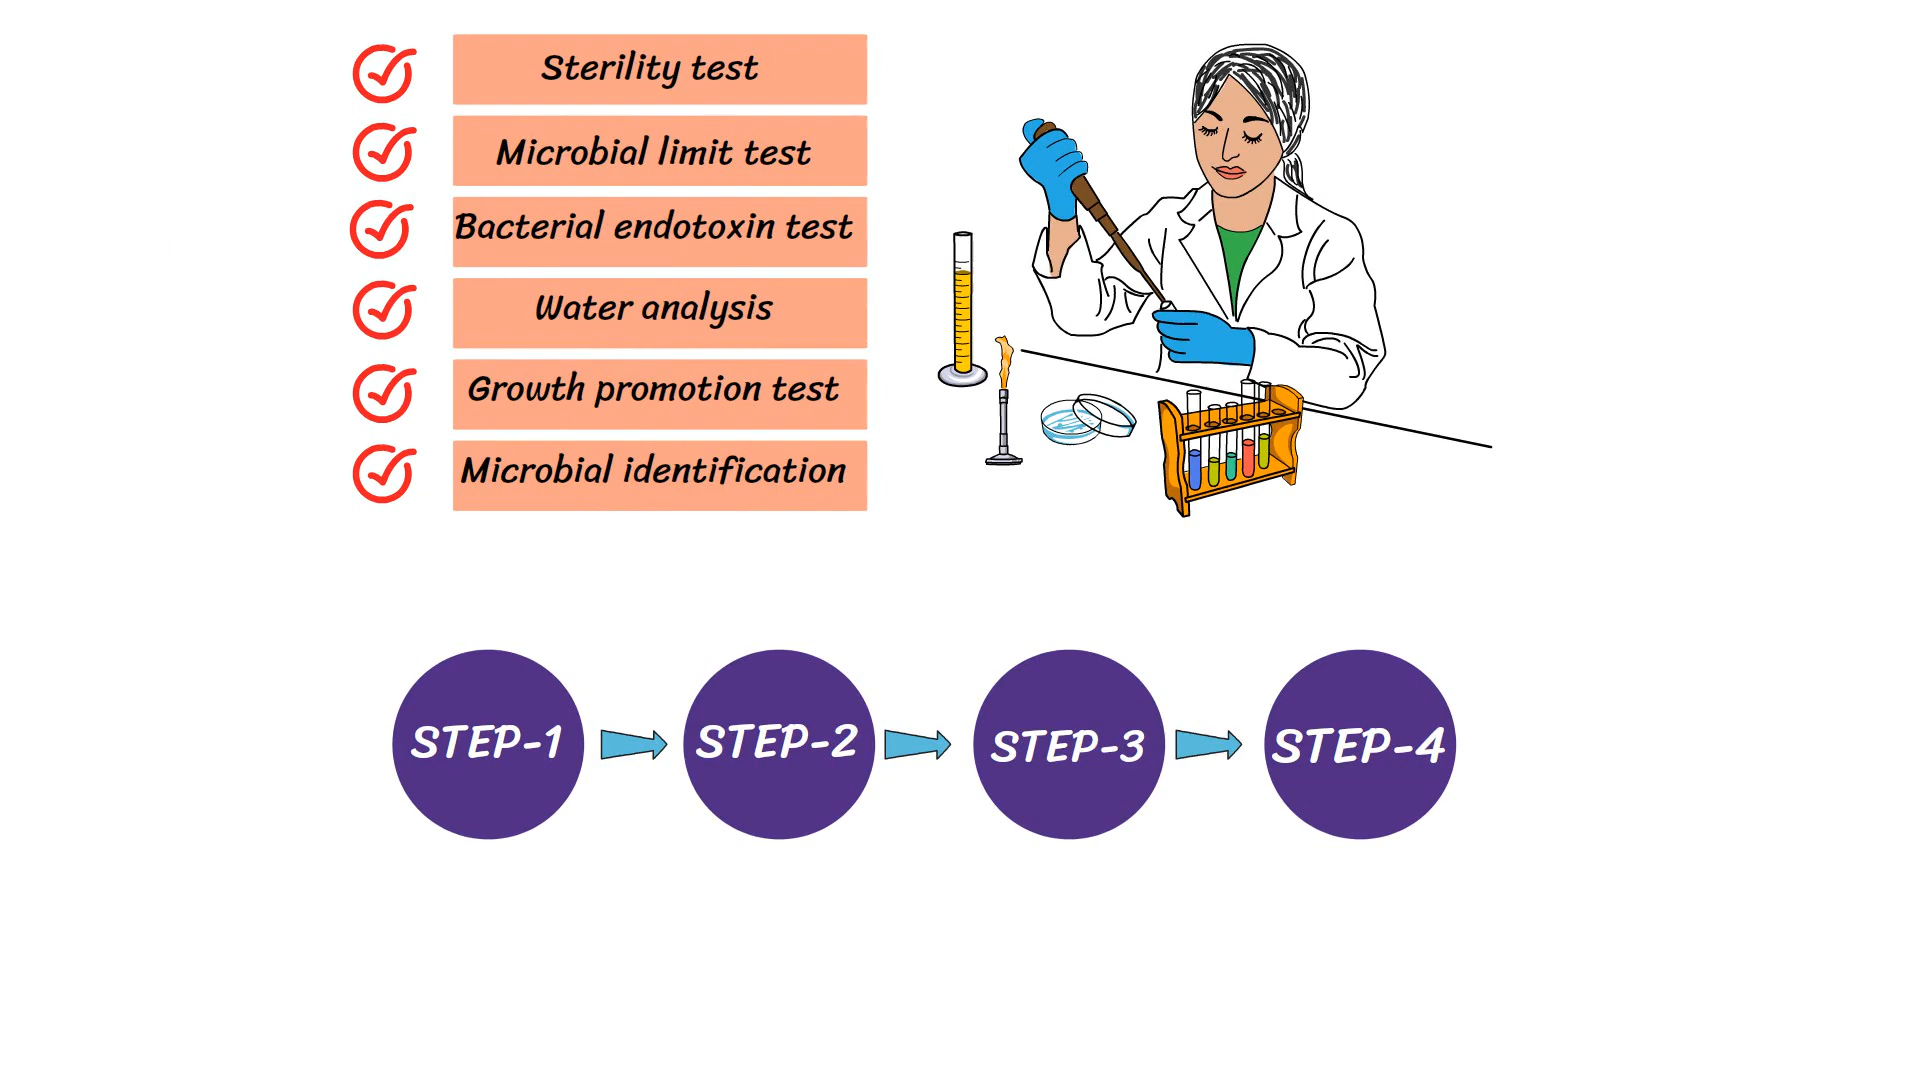 Sterility test
Microbial limit test
Bacterial endotoxin test
Water analysis
Growth promotion test
Microbial identification
STEP-1
STEP-2
STEP-3
STEP-4